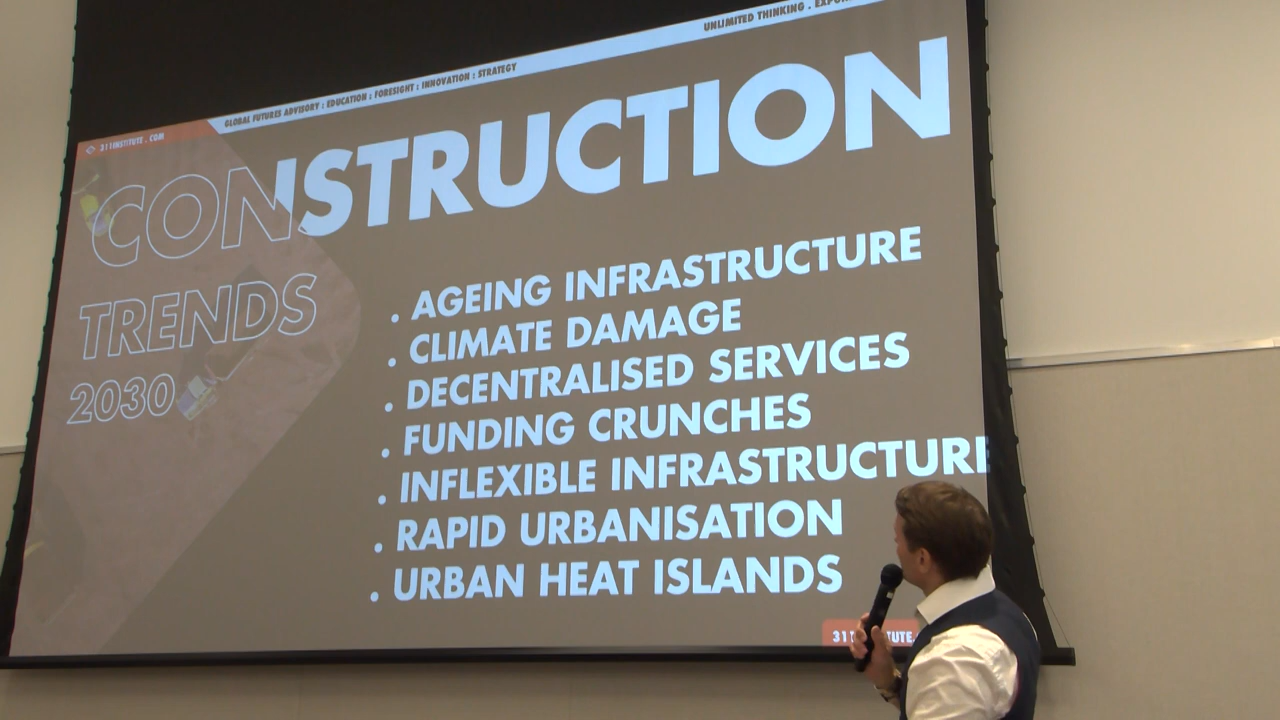 UNLIMITED THINKING .
GLOBAL FUTURES ADVISORY : EDUCATION : FORESIGHT : INNOVATION : STRATEGY
311INSTITUTE . COM
CONSTRUCTION
TRENDS
2030
. AGEING INFRASTRUCTURE
. CLIMATE DAMAGE
. DECENTRALISED SERVICES
. FUNDING CRUNCHES
. INFLEXIBLE INFRASTRUCTURE
. RAPID URBANISATION
. URBAN HEAT ISLANDS